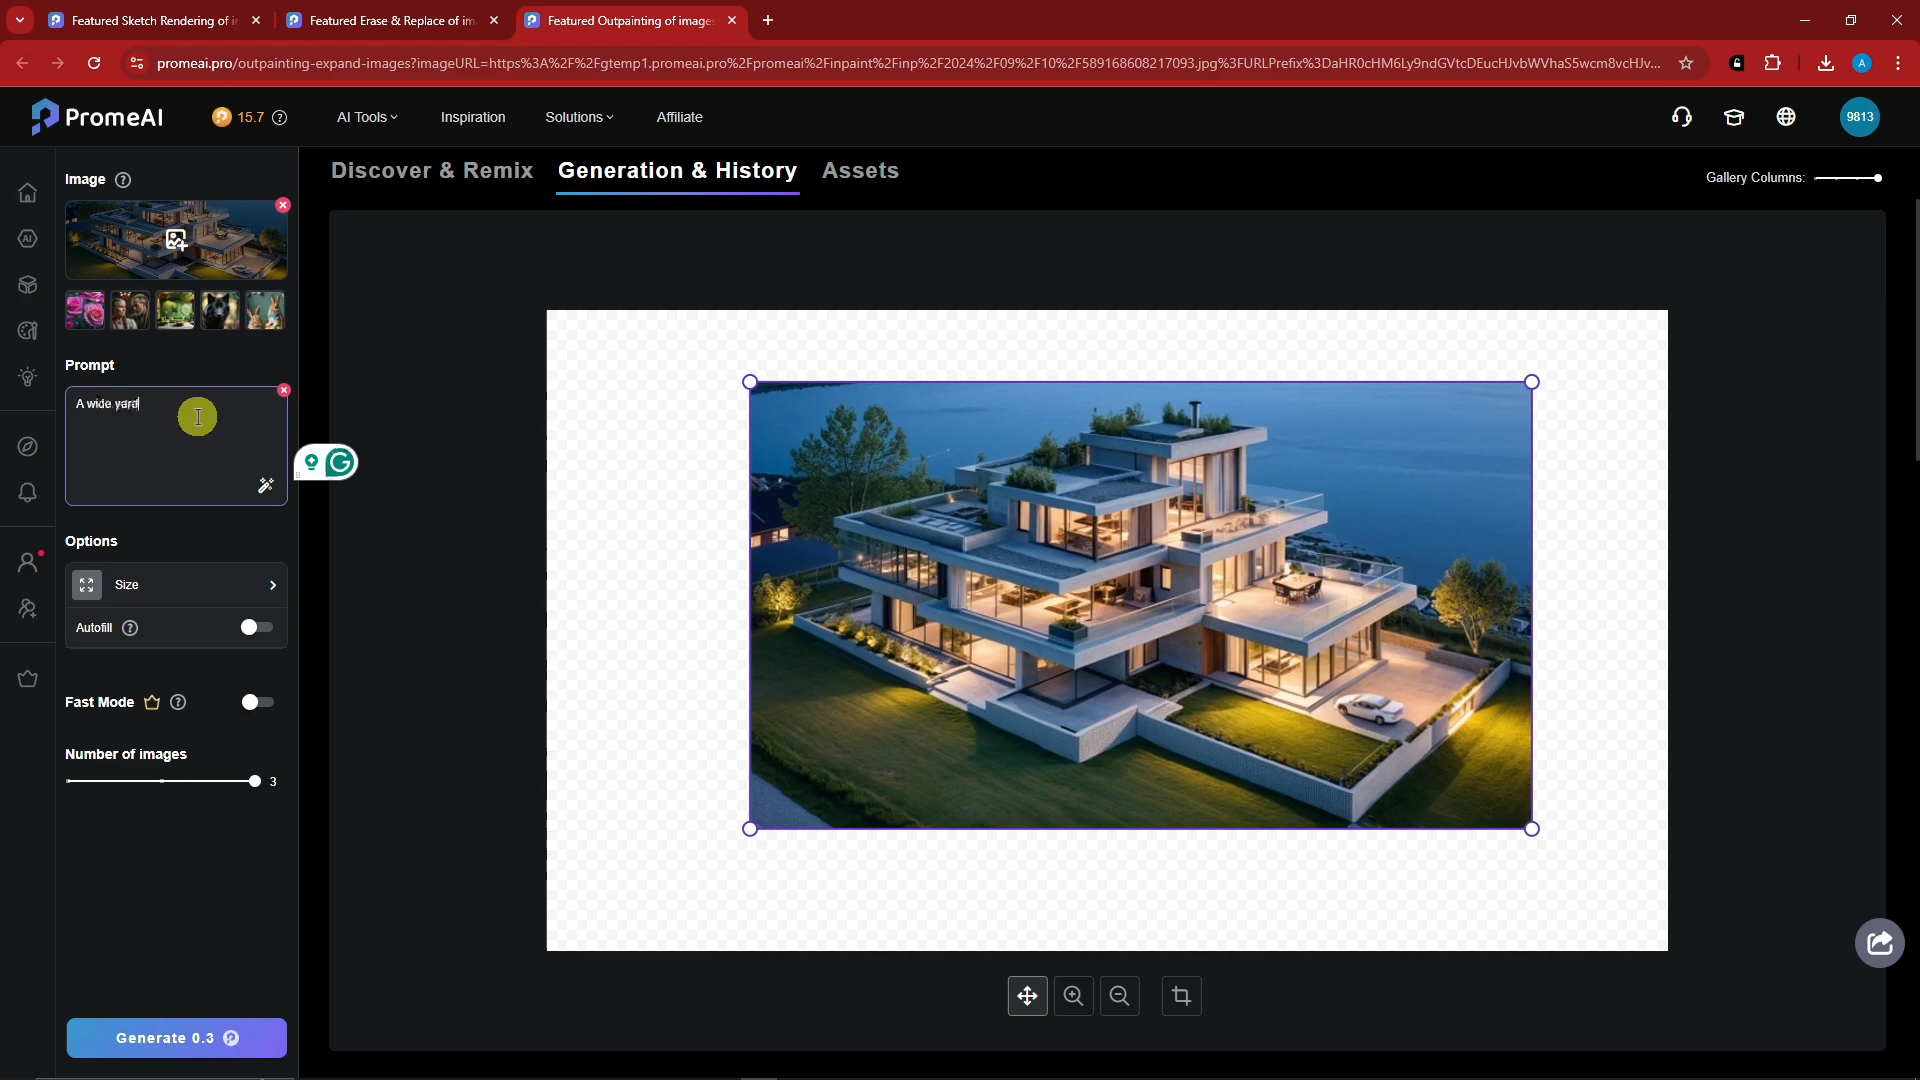 Featured Sketch Rendering of i
Featured Erase & Replace of im
Featured Outpainting of images
promeai.pro/outpainting-expand-images?imageURL=https%3A%2F%2Fgtemp1.promeai.pro%2Fpromeai%2Finpaint%2Finp%2F2024%2F09%2F10%2F589168608217093.jpg%3FURLPrefix%3DaHR0cHM6Ly9ndGVtcDEucHJvbWVhaS5wcm8vcHJv...
A
PromeAI
15.7
AI Tools
Inspiration
Solutions
Affiliate
9813
Image
Discover & Remix
Generation & History
Assets
Gallery Columns:
AI
Prompt
A wide yard
Options
Size
Autofill
Fast Mode
Number of images
3
Generate 0.3